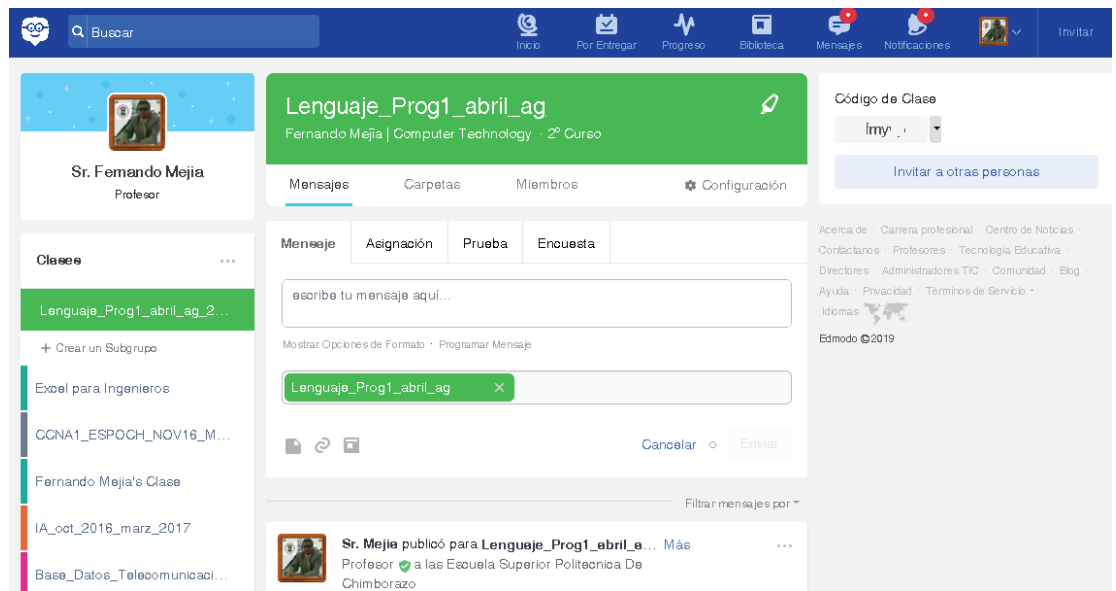 Buscar
Inicio
Por Entregar
Progreso
Biblioteca
Mensajes
Notificaciones
Invitar
Sr. Fernando Mejia
Profesor
Clases
Lenguaje_Prog1_abril_ag_2...
+ Crear un Subgrupo
Excel para Ingenieros
CCNA1_ESPOCH_NOV16_M...
Fernando Mejia's Clase
IA_oct_2016_marz_2017
Base_Datos_Telecomunicaci...
Lenguaje_Prog1_abril_ag
Fernando Mejía | Computer Technology · 2º Curso
Mensajes Carpetas Miembros Configuración
Mensaje Asignación Prueba Encuesta
escribe tu mensaje aquí...
Mostrar Opciones de Formato · Programar Mensaje
Lenguaje_Prog1_abril_ag ×
Cancelar o Enviar
Filtrar mensajes por
Sr. Mejia publicó para Lenguaje_Prog1_abril_a... Más
Profesor a las Escuela Superior Politecnica De
Chimborazo
Código de Clase
Invitar a otras personas
Acerca de · Carrera profesional · Centro de Noticias ·
Contáctanos · Profesores · Tecnología Educativa ·
Directores · Administradores TIC · Comunidad · Blog ·
Ayuda · Privacidad · Términos de Servicio ·
Idiomas
Edmodo ©2019